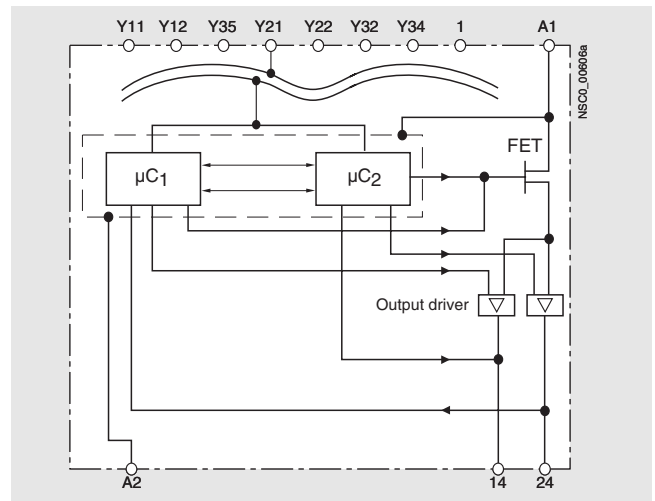 Y11 Y12 Y35 Y21 Y22 Y32 Y34 1 A1
NSC0_00606a
FET
µC1 µC2
Output driver
A2 14 24